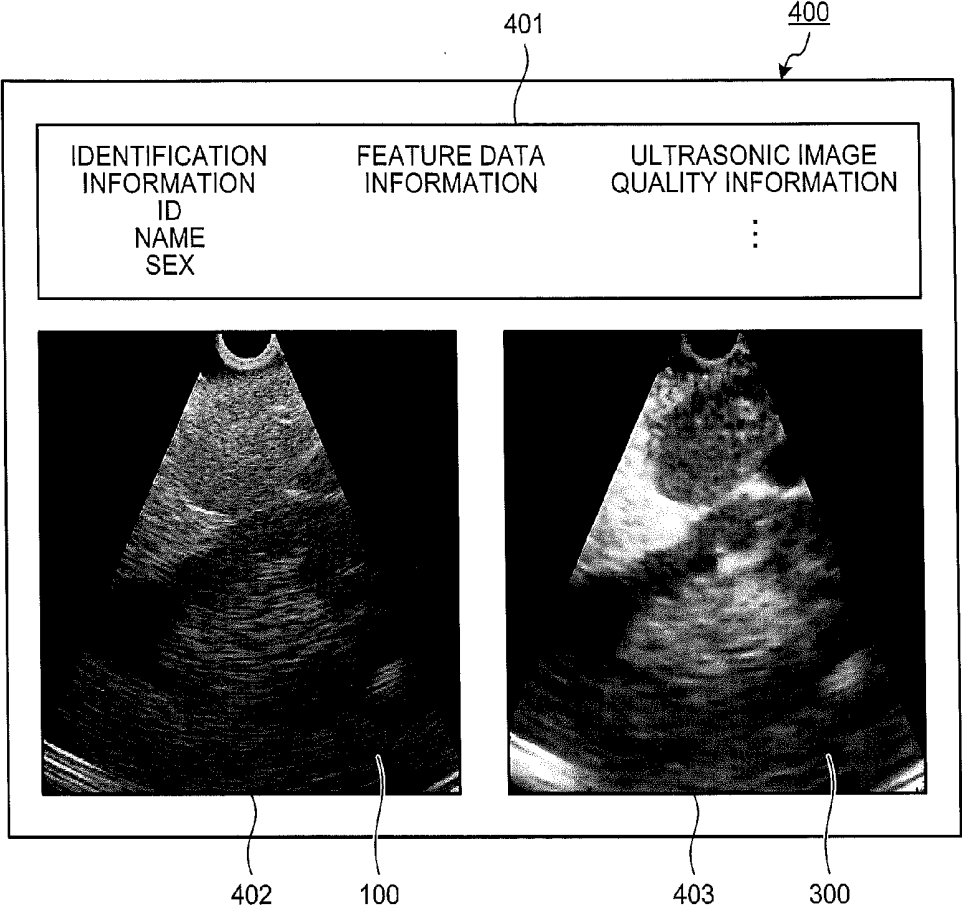 400
401
IDENTIFICATION
INFORMATION
ID
NAME
SEX
FEATURE DATA
INFORMATION
ULTRASONIC IMAGE
QUALITY INFORMATION
⋮
402
100
403
300